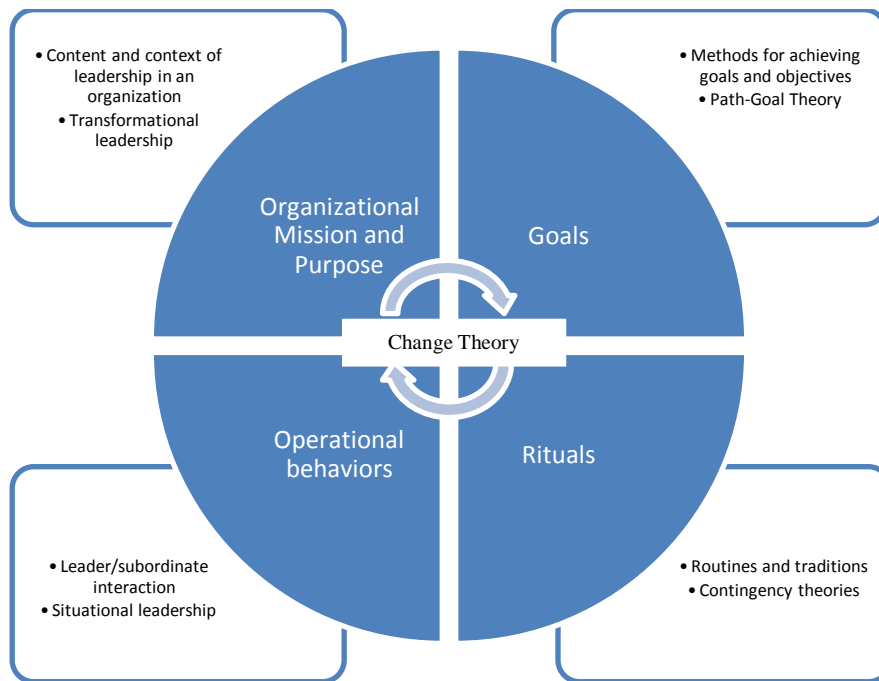 • Content and context of
leadership in an
organization
• Transformational
leadership
• Methods for achieving
goals and objectives
• Path-Goal Theory
Organizational
Mission and
Purpose
Goals
Change Theory
Operational
behaviors
Rituals
• Leader/subordinate
interaction
• Situational leadership
• Routines and traditions
• Contingency theories